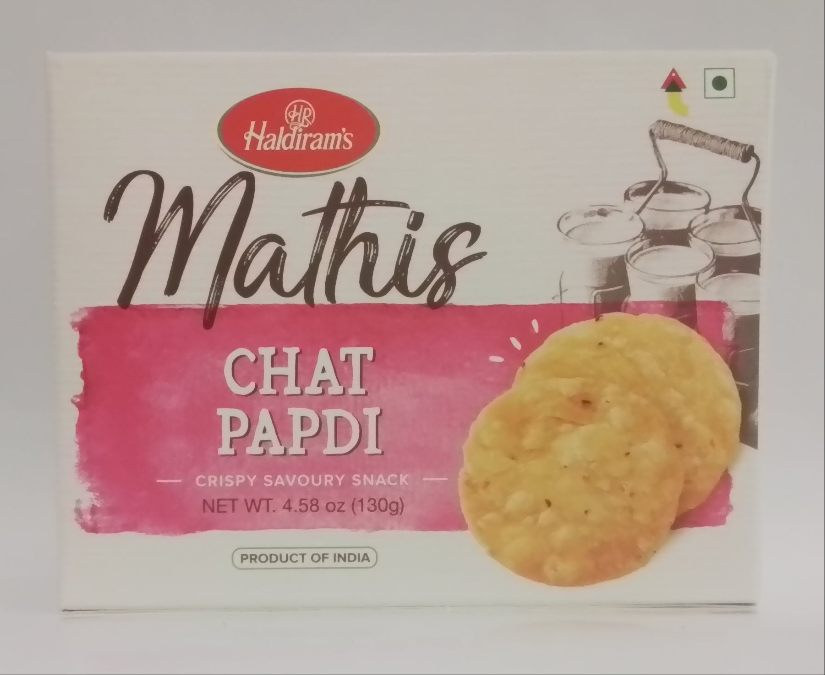 HR
Haldiram's
Mathis
CHAT
PAPDI
CRISPY SAVOURY SNACK
NET WT. 4.58 oz (130g)
PRODUCT OF INDIA